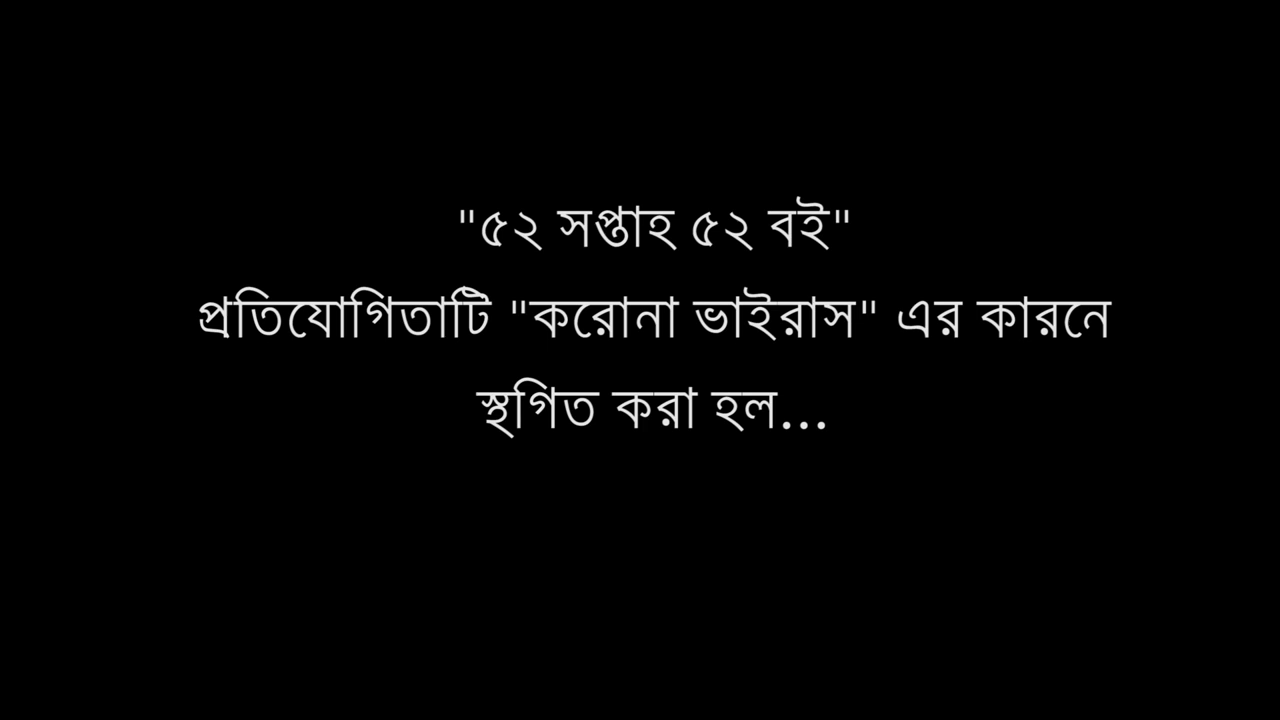 "৫২ সপ্তাহ ৫২ বই"
প্রতিযোগিতাটি "করোনা ভাইরাস" এর কারনে
স্থগিত করা হল...